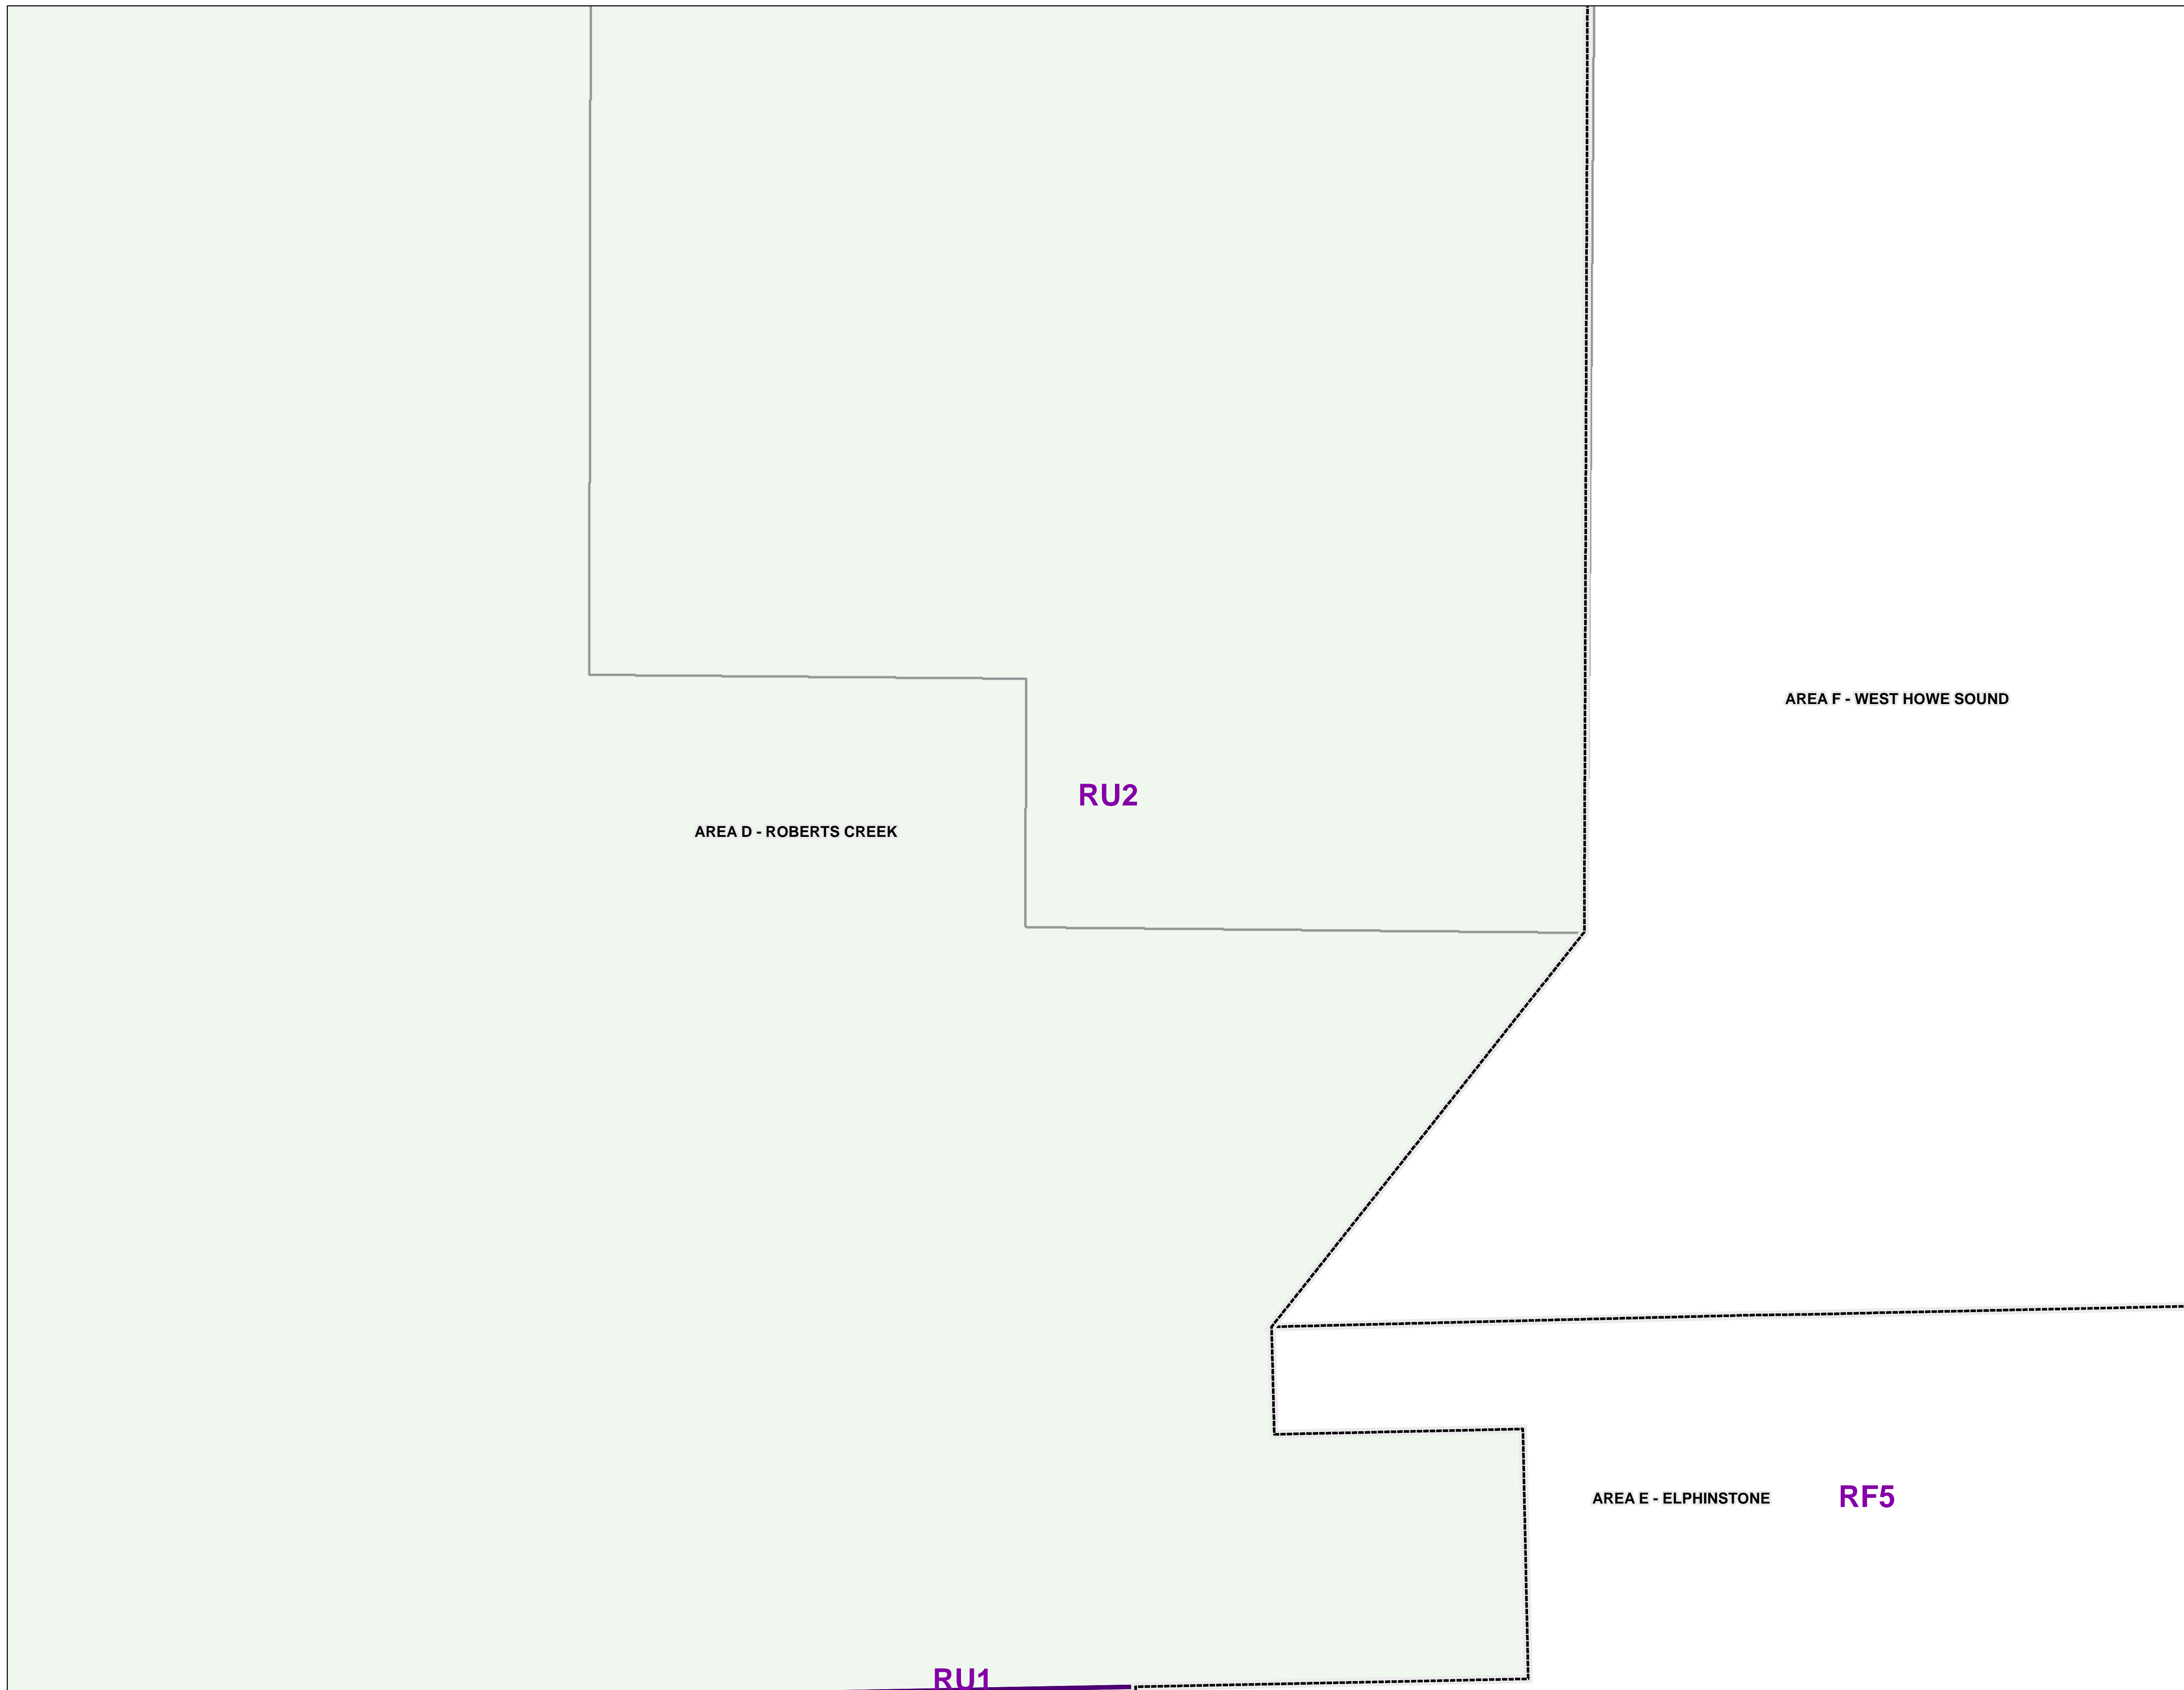 AREA F - WEST HOWE SOUND
RU2
AREA D - ROBERTS CREEK
AREA E - ELPHINSTONE
RF5
RU1